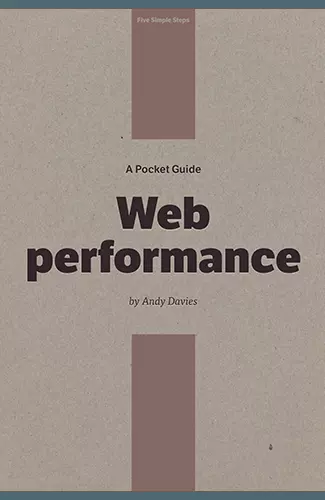 Five Simple Steps
A Pocket Guide
Web
performance
by Andy Davies